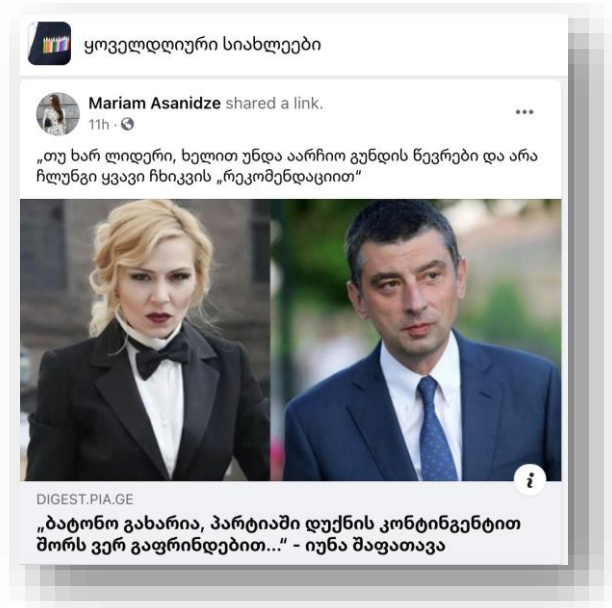 ყოველდღიური სიახლეები
Mariam Asanidze shared a link.
11h ·
„თუ ხარ ლიდერი, ხელით უნდა აარჩიო გუნდის წევრები და არა
ჩლუნგი ყვავი ჩხიკვის „რეკომენდაციით“
DIGEST.PIA.GE
„ბატონო გახარია, პარტიაში დუქნის კონტინგენტით
შორს ვერ გაფრინდებით...“ - იუნა შაფათავა